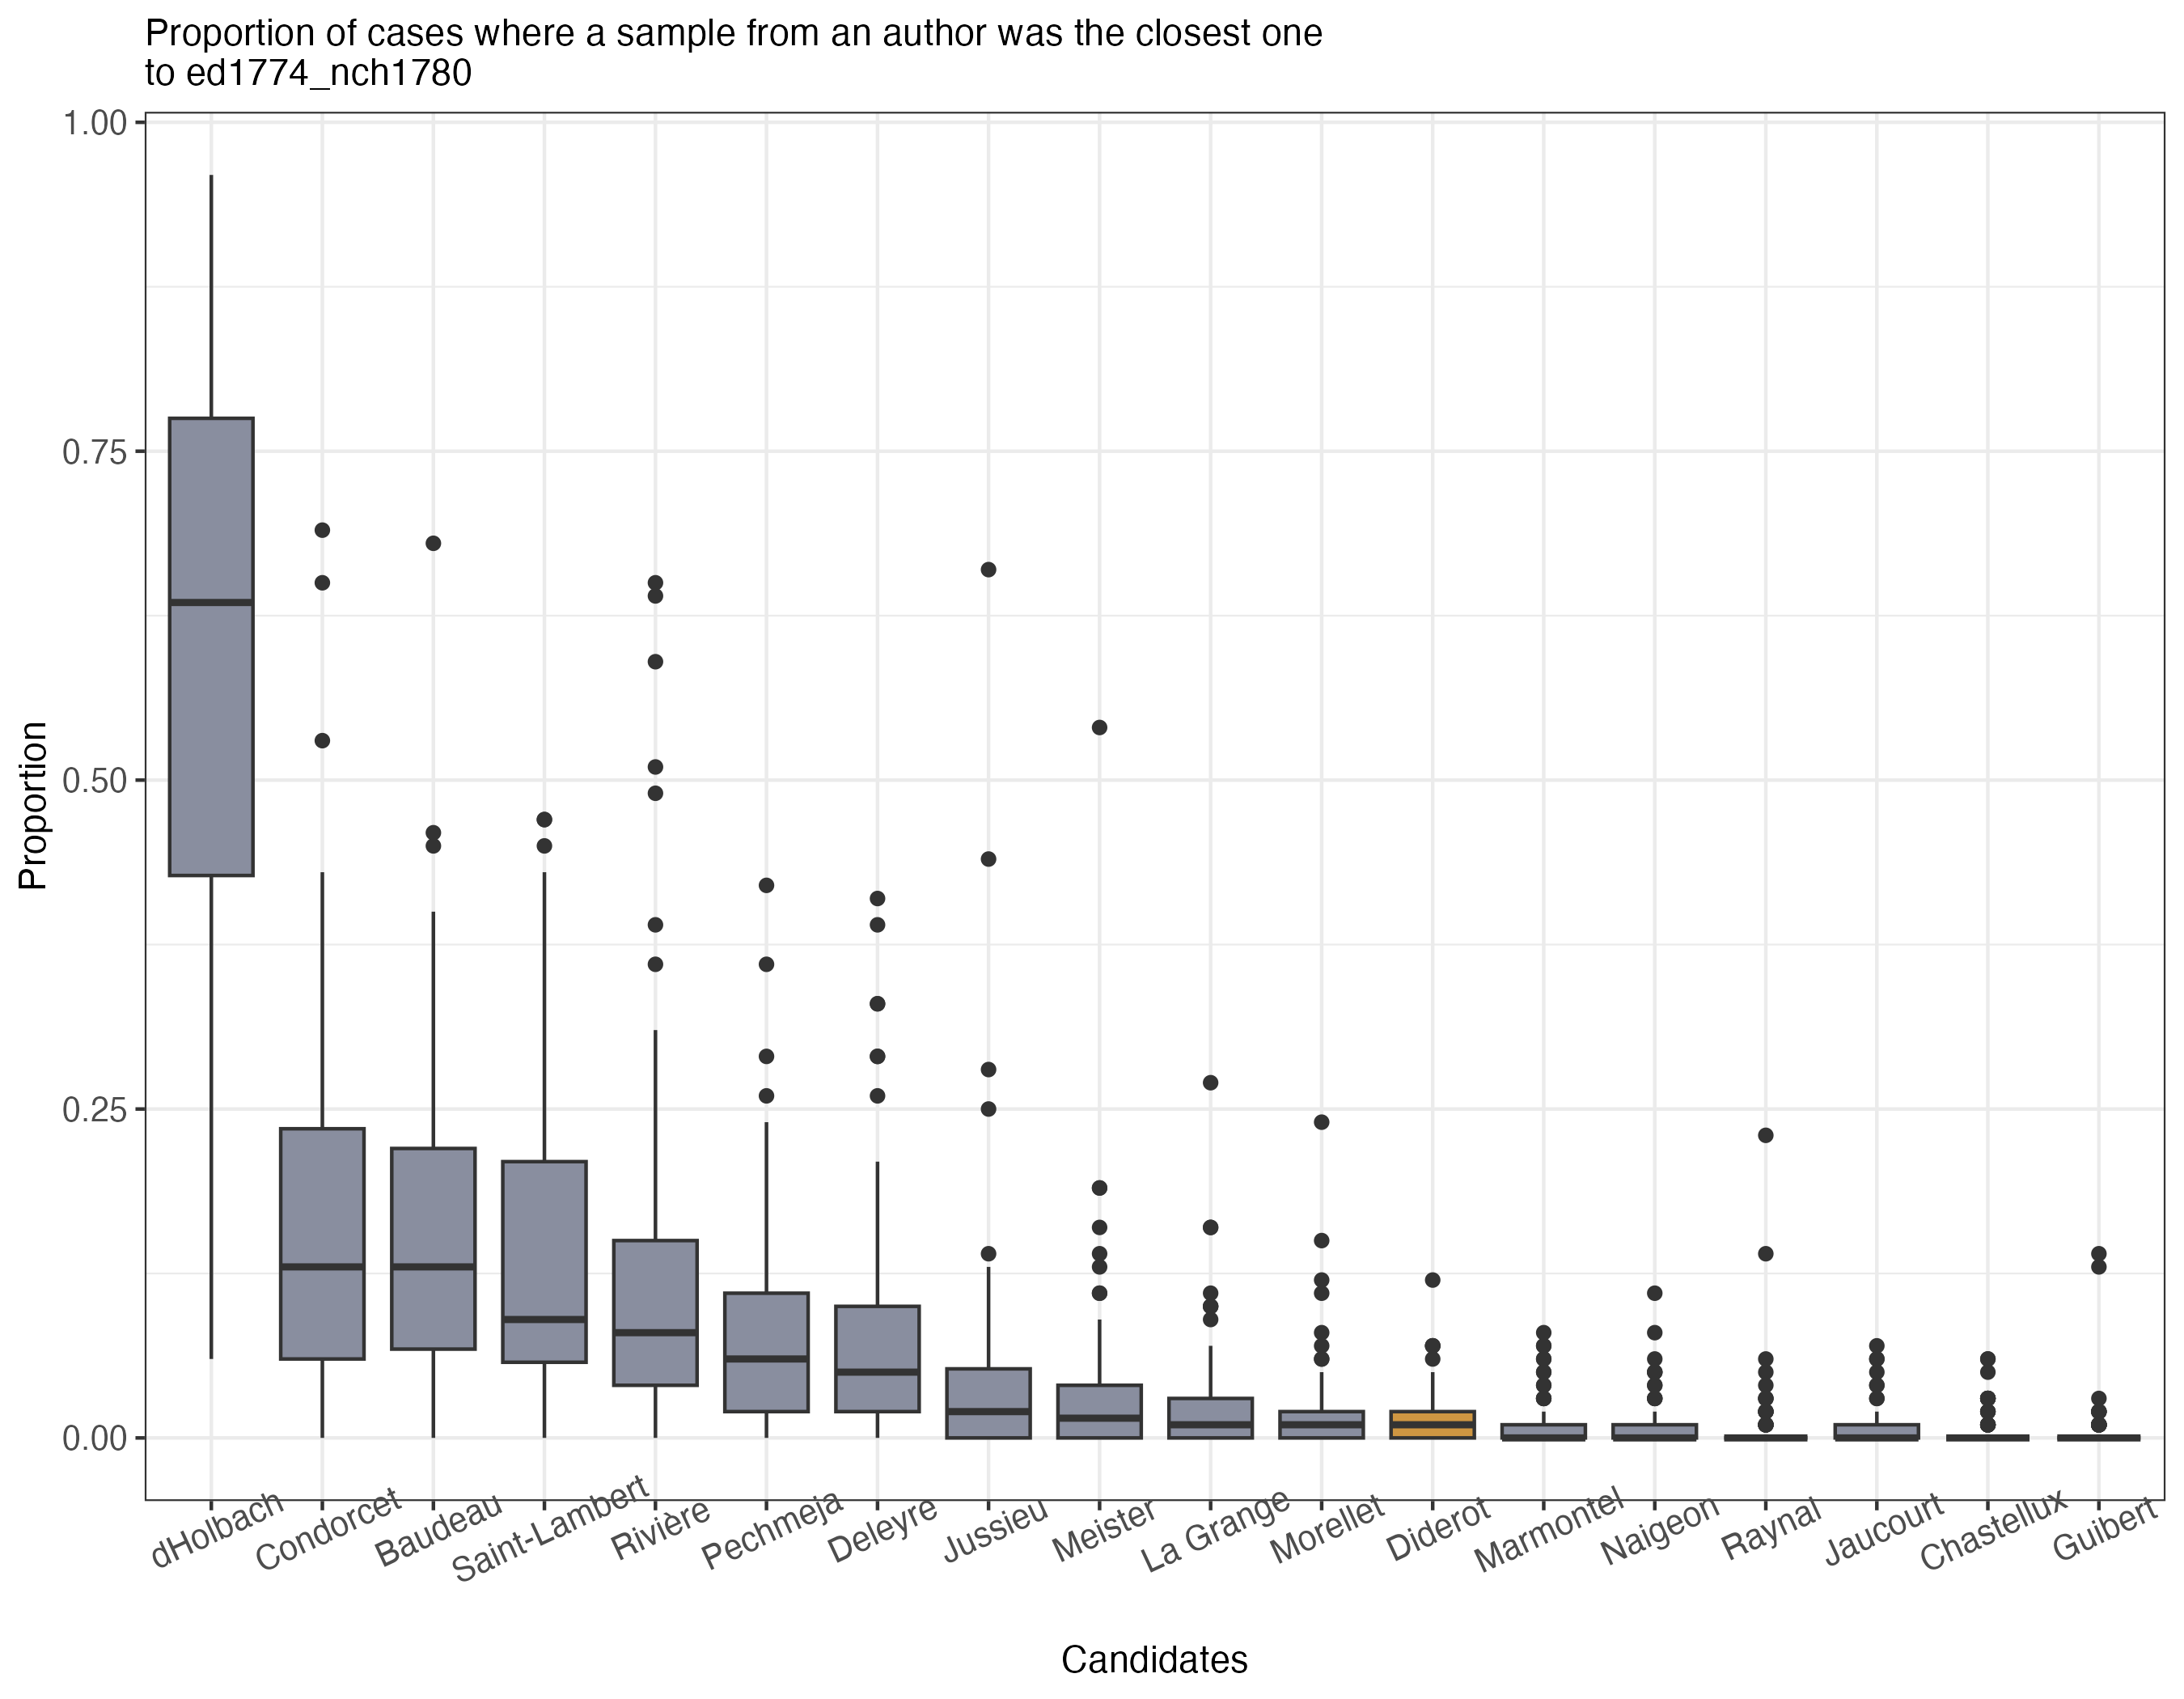 Proportion of cases where a sample from an author was the closest one
to ed1774_nch1780
1.00
0.75
0.50
0.25
0.00
Proportion
dHolbach
Condorcet
Baudeau
Saint-Lambert
Rivière
Pechmeja
Deleyre
Jussieu
Meister
La Grange
Morellet
Diderot
Marmontel
Naigeon
Raynal
Jaucourt
Chastellux
Guibert
Candidates